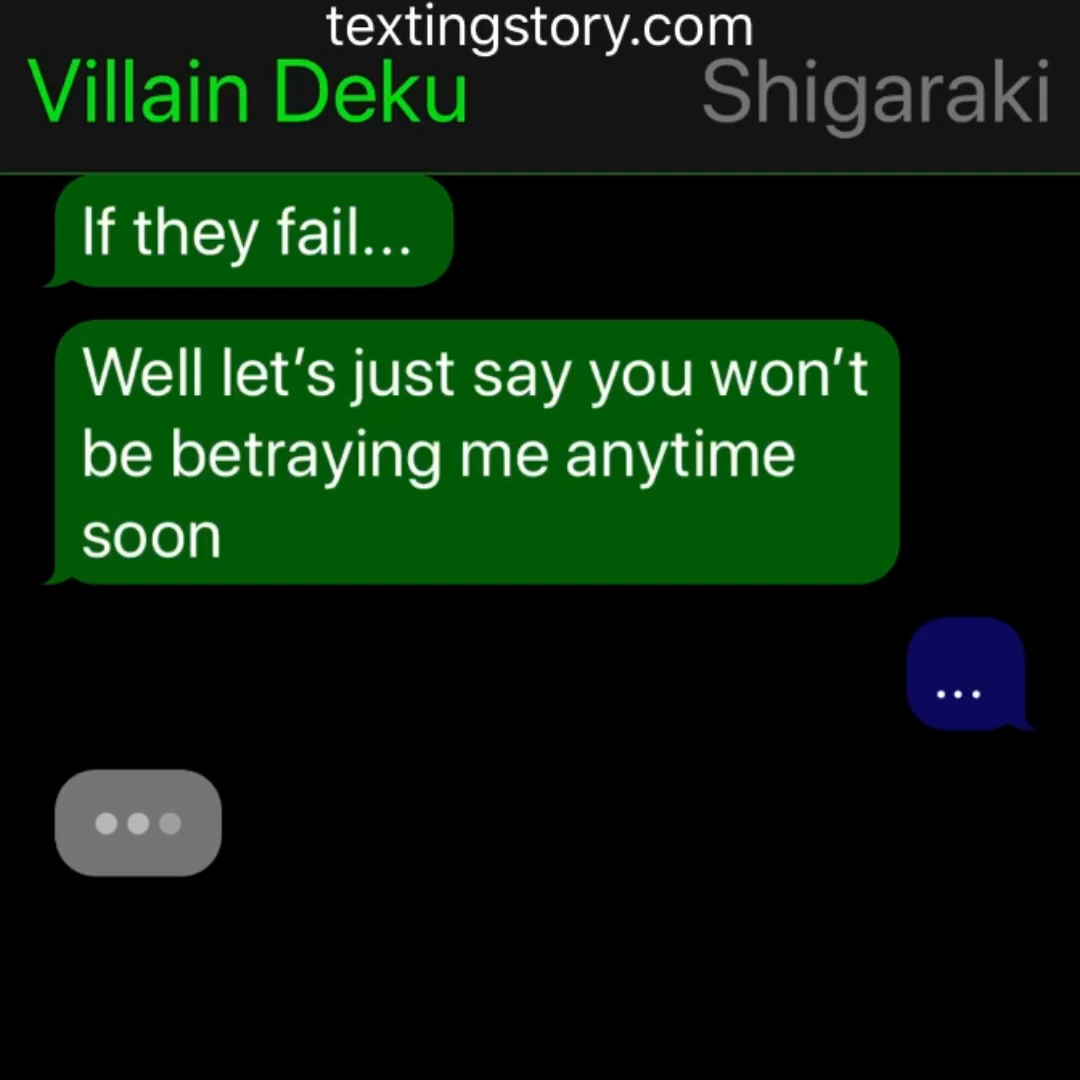 textingstory.com
Villain Deku Shigaraki
If they fail...
Well let’s just say you won’t
be betraying me anytime
soon
...